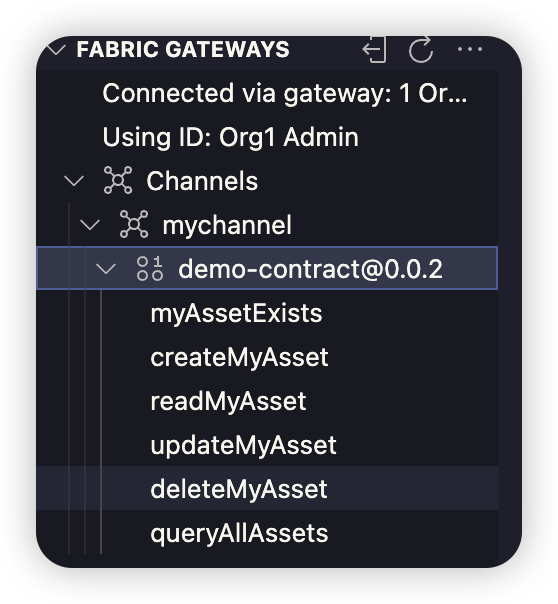 FABRIC GATEWAYS
Connected via gateway: 1 Or...
Using ID: Org1 Admin
Channels
mychannel
demo-contract@0.0.2
myAssetExists
createMyAsset
readMyAsset
updateMyAsset
deleteMyAsset
queryAllAssets